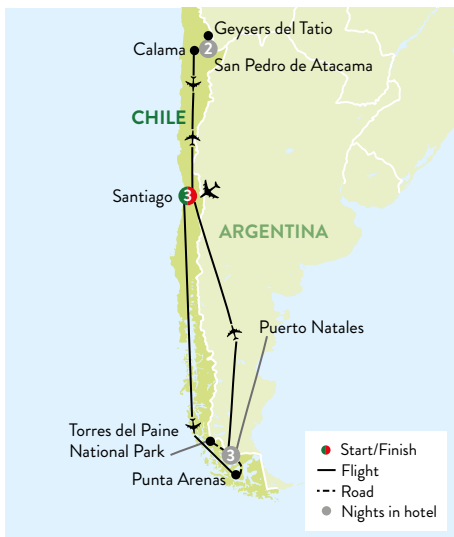 Geysers del Tatio
Calama
2
San Pedro de Atacama
CHILE
Santiago
3
ARGENTINA
Puerto Natales
Torres del Paine
National Park
3
Punta Arenas
Start/Finish
Flight
Road
Nights in hotel